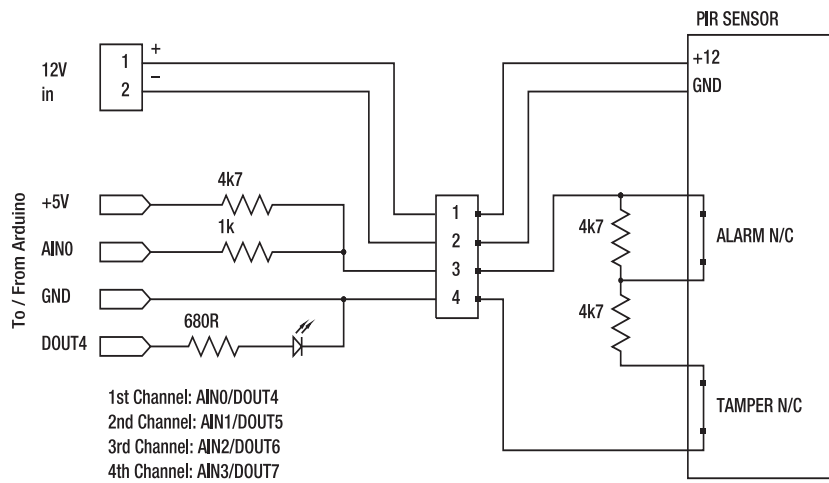 PIR SENSOR
12V
in
1
2
+
–
+12
GND
To / From Arduino
+5V
4k7
AIN0
1k
GND
DOUT4
680R
1
2
3
4
4k7
ALARM N/C
4k7
TAMPER N/C
1st Channel: AIN0/DOUT4
2nd Channel: AIN1/DOUT5
3rd Channel: AIN2/DOUT6
4th Channel: AIN3/DOUT7